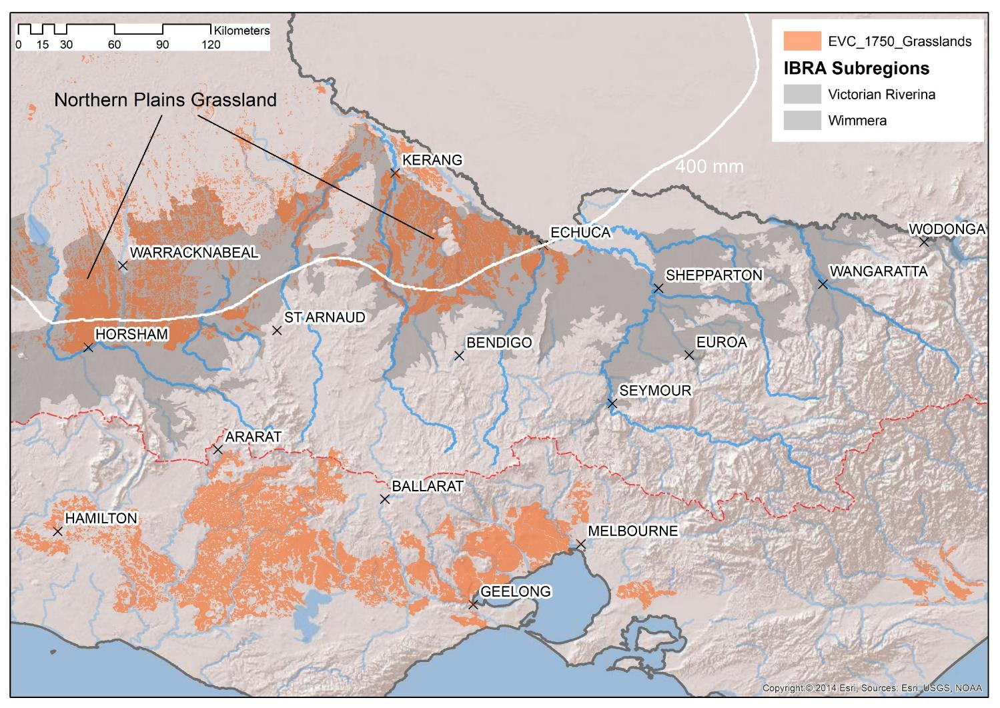 Kilometers
0 15 30 60 90 120
EVC_1750_Grasslands
IBRA Subregions
Victorian Riverina
Wimmera
Northern Plains Grassland
400 mm
KERANG
ECHUCA
WODONGA
WARRACKNABEAL
SHEPPARTON
WANGARATTA
ST ARNAUD
HORSHAM
BENDIGO
EUROA
SEYMOUR
ARARAT
BALLARAT
HAMILTON
MELBOURNE
GEELONG
Copyright:© 2014 Esri, Sources: Esri, USGS, NOAA